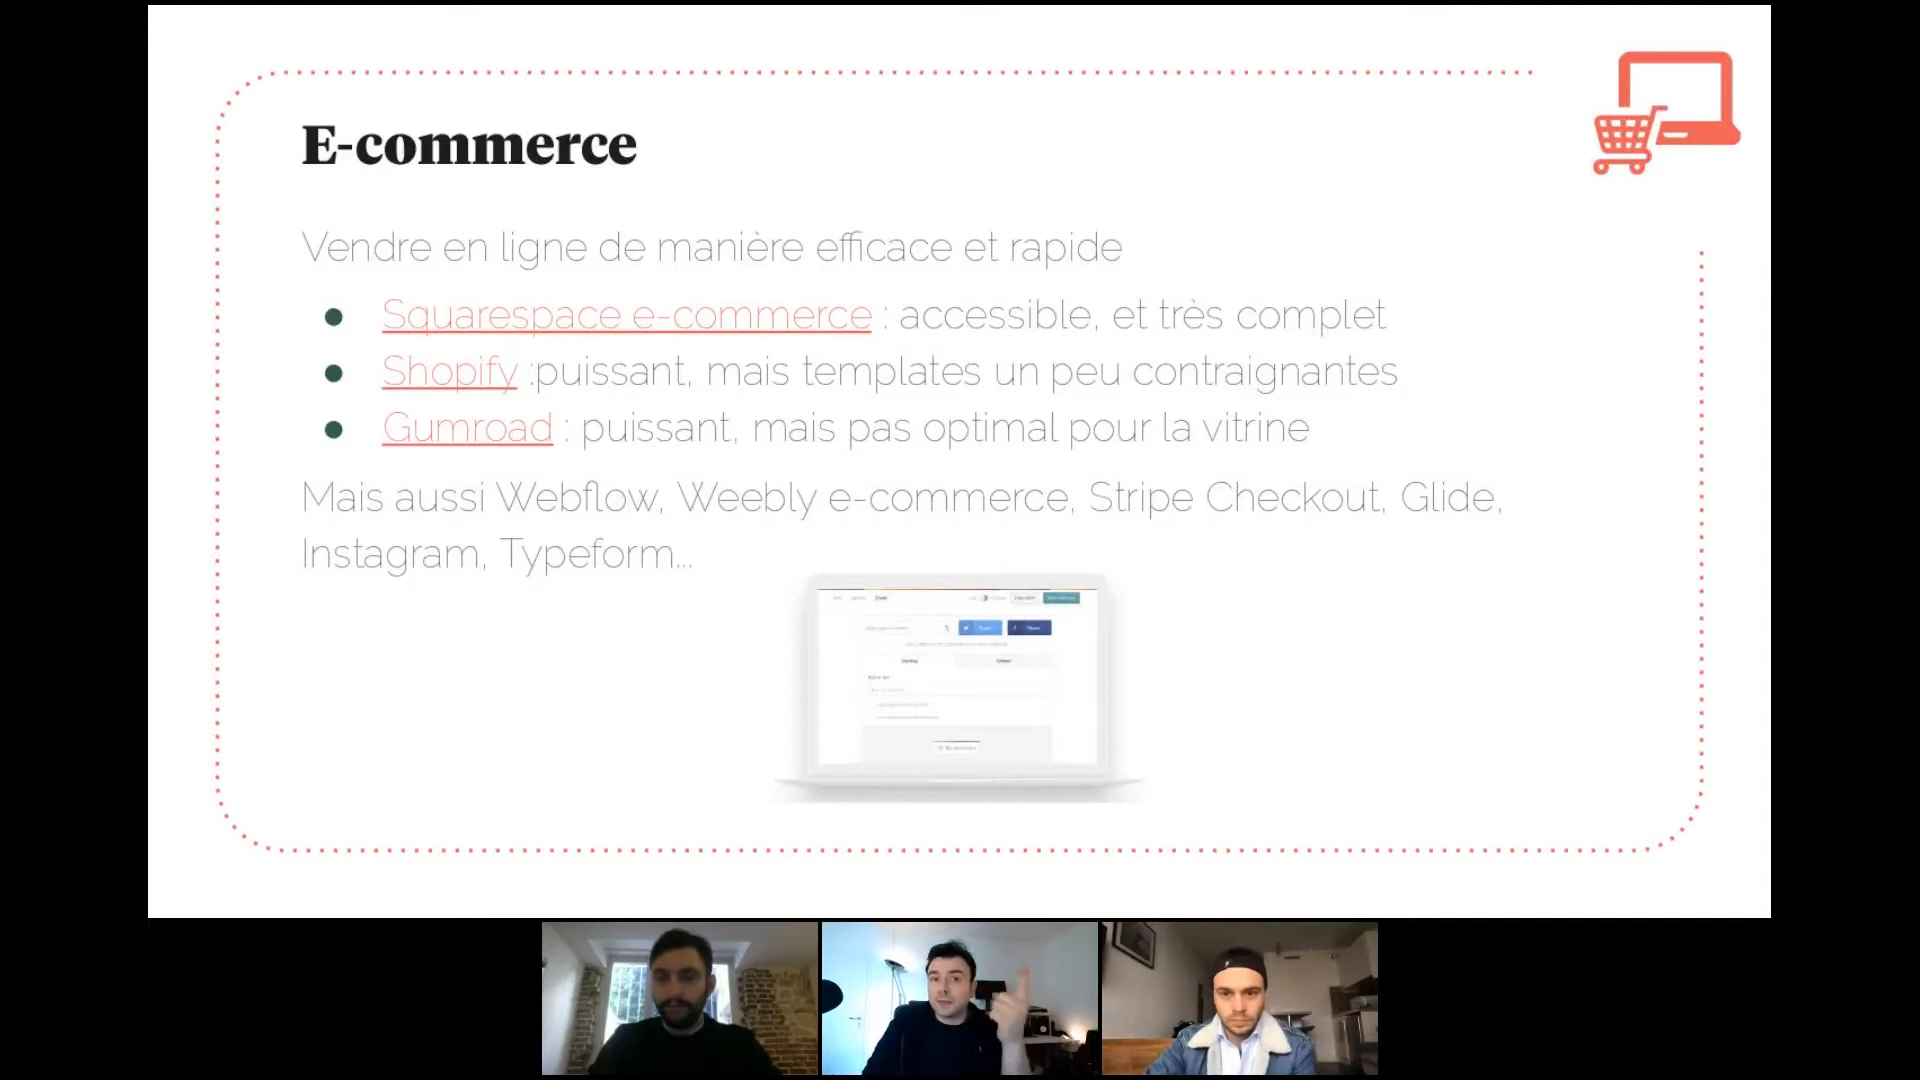 E-commerce
Vendre en ligne de manière efficace et rapide
Squarespace e-commerce : accessible, et très complet
Shopify :puissant, mais templates un peu contraignantes
Gumroad : puissant, mais pas optimal pour la vitrine
Mais aussi Webflow, Weebly e-commerce, Stripe Checkout, Glide,
Instagram, Typeform...